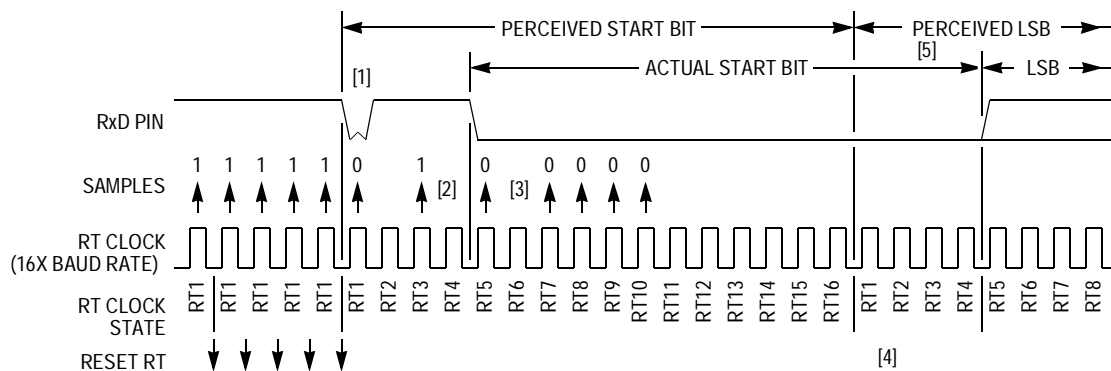 PERCEIVED START BIT
PERCEIVED LSB
[1]
[5]
ACTUAL START BIT
LSB
RxD PIN
1 1 1 1 1 0 1 0 0 0 0 0
SAMPLES
[2]
[3]
RT CLOCK
(16X BAUD RATE)
RT CLOCK
STATE
RT1 RT1 RT1 RT1 RT1 RT1 RT2 RT3 RT4 RT5 RT6 RT7 RT8 RT9 RT10 RT11 RT12 RT13 RT14 RT15 RT16 RT1 RT2 RT3 RT4 RT5 RT6 RT7 RT8
RESET RT
[4]